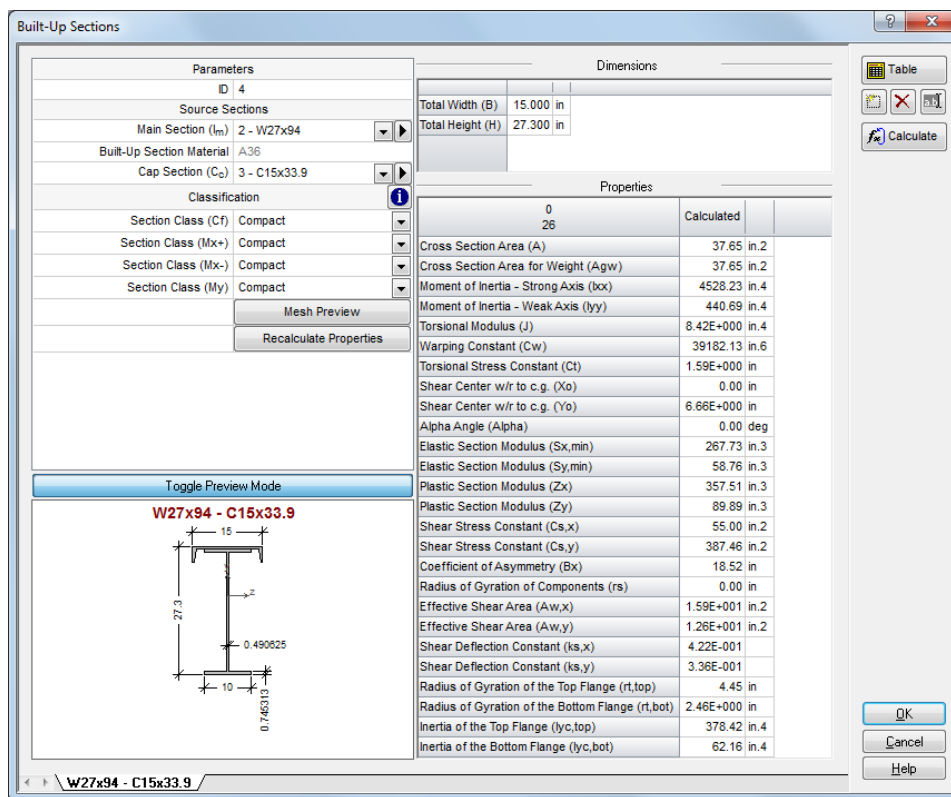 Built-Up Sections
Parameters
ID 4
Source Sections
Main Section (Im) 2 - W27x94
Built-Up Section Material A36
Cap Section (Co) 3 - C15x33.9
Classification
Section Class (Cf) Compact
Section Class (Mx+) Compact
Section Class (Mx-) Compact
Section Class (My) Compact
Mesh Preview
Recalculate Properties
Toggle Preview Mode
W27x94 - C15x33.9
15
27.3
z
0.490625
10
0.745313
W27x94 - C15x33.9
Dimensions
Total Width (B) 15.000 in
Total Height (H) 27.300 in
Properties
0
26 Calculated
Cross Section Area (A) 37.65 in.2
Cross Section Area for Weight (Agw) 37.65 in.2
Moment of Inertia - Strong Axis (Ixx) 4528.23 in.4
Moment of Inertia - Weak Axis (Iyy) 440.69 in.4
Torsional Modulus (J) 8.42E+000 in.4
Warping Constant (Cw) 39182.13 in.6
Torsional Stress Constant (Ct) 1.59E+000 in
Shear Center w/r to c.g. (Xo) 0.00 in
Shear Center w/r to c.g. (Yo) 6.66E+000 in
Alpha Angle (Alpha) 0.00 deg
Elastic Section Modulus (Sx,min) 267.73 in.3
Elastic Section Modulus (Sy,min) 58.76 in.3
Plastic Section Modulus (Zx) 357.51 in.3
Plastic Section Modulus (Zy) 89.89 in.3
Shear Stress Constant (Cs,x) 55.00 in.2
Shear Stress Constant (Cs,y) 387.46 in.2
Coefficient of Asymmetry (Bx) 18.52 in
Radius of Gyration of Components (rs) 0.00 in
Effective Shear Area (Aw,x) 1.59E+001 in.2
Effective Shear Area (Aw,y) 1.26E+001 in.2
Shear Deflection Constant (ks,x) 4.22E-001
Shear Deflection Constant (ks,y) 3.36E-001
Radius of Gyration of the Top Flange (rt,top) 4.45 in
Radius of Gyration of the Bottom Flange (rt,bot) 2.46E+000 in
Inertia of the Top Flange (Iyc,top) 378.42 in.4
Inertia of the Bottom Flange (Iyc,bot) 62.16 in.4
Table
ab
fx Calculate
OK
Cancel
Help